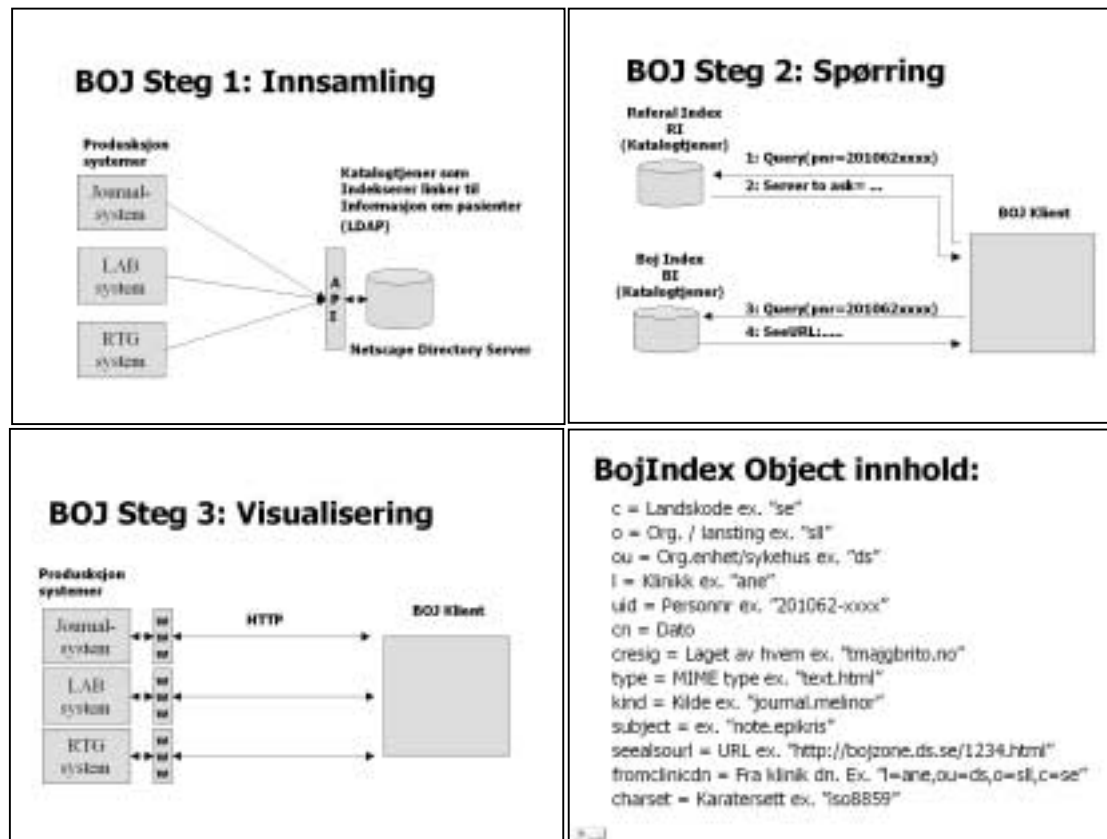 BOJ Steg 1: Innsamling
Produsksjon
systemer
Journal-
system
LAB
system
RTG
system
Katalogtjener som
Indekserer linker til
Informasjon om pasienter
(LDAP)
A
P
I
Netscape Directory Server
BOJ Steg 2: Spørring
Referal Index
RI
(Katalogtjener)
1: Query(pnr=201062xxxx)
2: Server to ask= ...
BOJ Klient
Boj Index
BI
(Katalogtjener)
3: Query(pnr=201062xxxx)
4: SeeURL:....
BOJ Steg 3: Visualisering
Produsksjon
systemer
Journal-
system
W
W
W
HTTP
BOJ Klient
LAB
system
W
W
W
RTG
system
W
W
W
BojIndex Object innhold:
c = Landskode ex. "se"
o = Org. / lansting ex. "sll"
ou = Org.enhet/sykehus ex. "ds"
l = Klinikk ex. "ane"
uid = Personnr ex. "201062-xxxx"
cn = Dato
cresig = Laget av hvem ex. "tmajgbrito.no"
type = MIME type ex. "text.html"
kind = Kilde ex. "journal.melinor"
subject = ex. "note.epikris"
seealsourl = URL ex. "http://bojzone.ds.se/1234.html"
fromclinicdn = Fra klinik dn. Ex. "l=ane,ou=ds,o=sll,c=se"
charset = Karatersett ex. "iso8859"